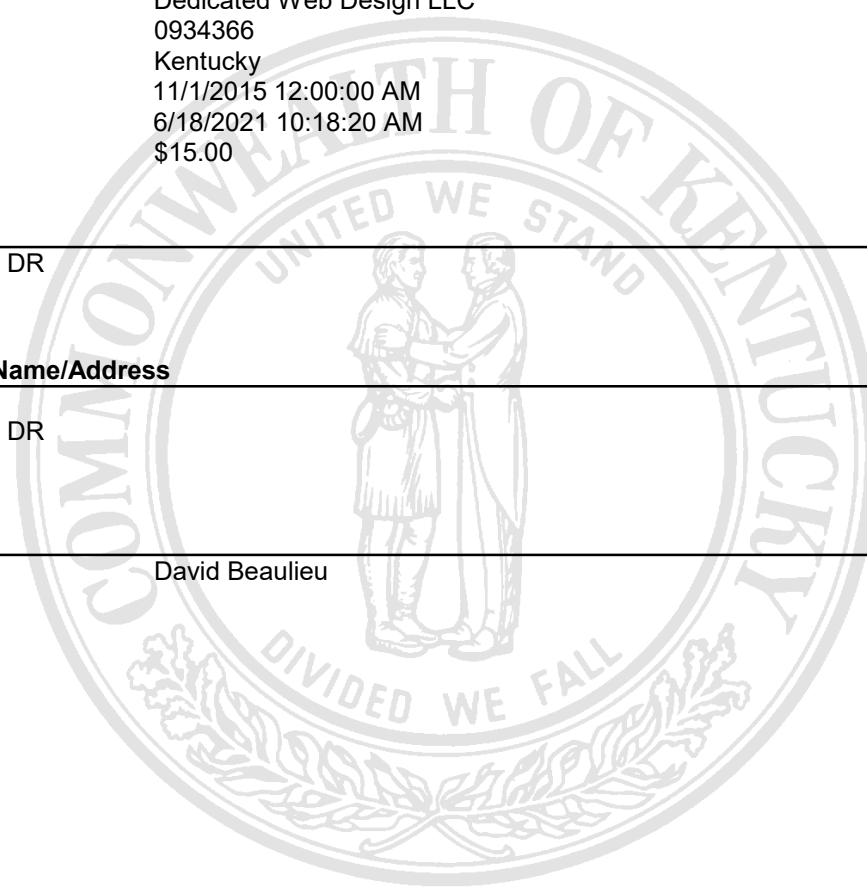 Dedicated Web Design LLC
0934366
Kentucky
11/1/2015 12:00:00 AM
6/18/2021 10:18:20 AM
$15.00
DR
Name/Address
DR
David Beaulieu
COMMONWEALTH OF KENTUCKY
UNITED WE STAND
DIVIDED WE FALL